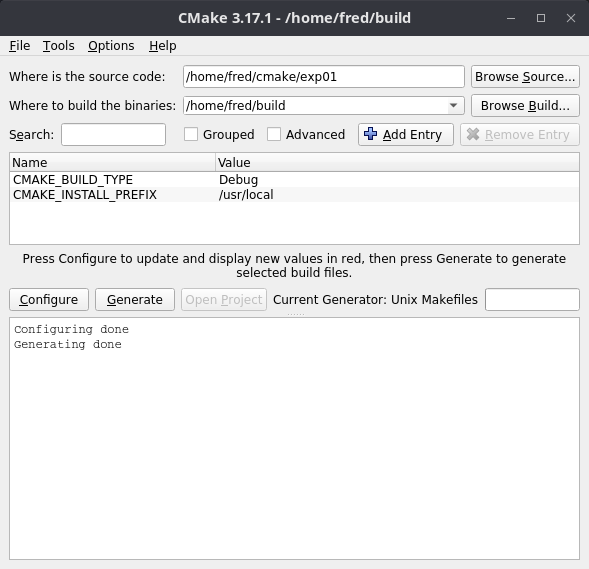 CMake 3.17.1 - /home/fred/build
File Tools Options Help
Where is the source code: /home/fred/cmake/exp01 Browse Source...
Where to build the binaries: /home/fred/build Browse Build...
Search: Grouped Advanced Add Entry Remove Entry
Name Value
CMAKE_BUILD_TYPE Debug
CMAKE_INSTALL_PREFIX /usr/local
Press Configure to update and display new values in red, then press Generate to generate
selected build files.
Configure Generate Open Project Current Generator: Unix Makefiles
Configuring done
Generating done